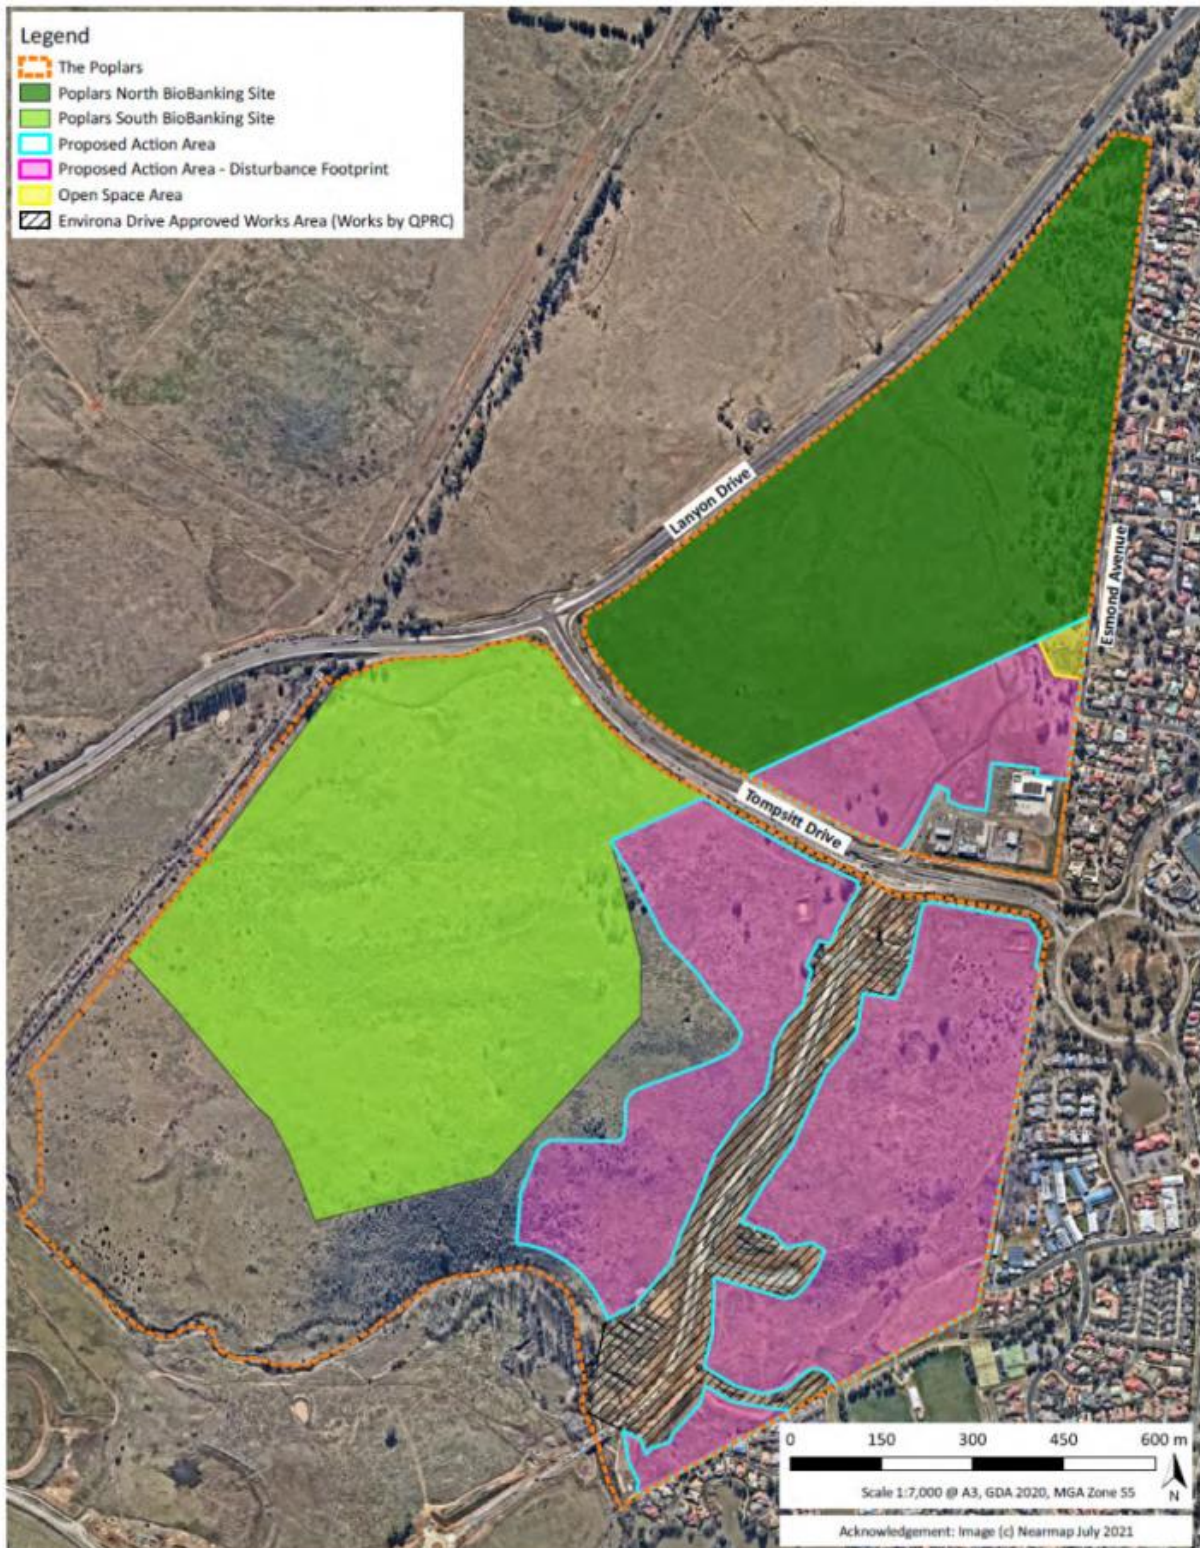 Legend
The Poplars
Poplars North BioBanking Site
Poplars South BioBanking Site
Proposed Action Area
Proposed Action Area - Disturbance Footprint
Open Space Area
Environa Drive Approved Works Area (Works by QPRC)
Lanyon Drive
Esmond Avenue
Tompsitt Drive
0 150 300 450 600 m
Scale 1:7,000 @ A3, GDA 2020, MGA Zone 55
N
Acknowledgement: Image (c) Nearmap July 2021